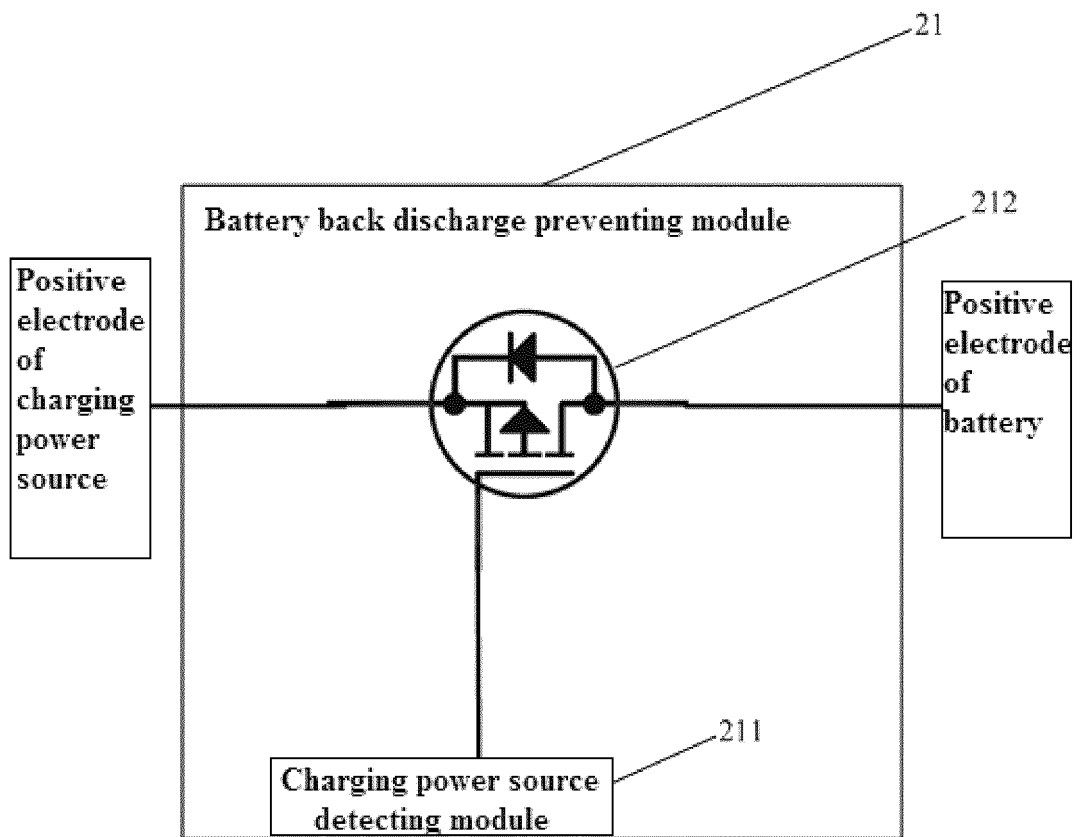 21
Battery back discharge preventing module
212
Positive
electrode
of
charging
power
source
Positive
electrode
of
battery
211
Charging power source
detecting module